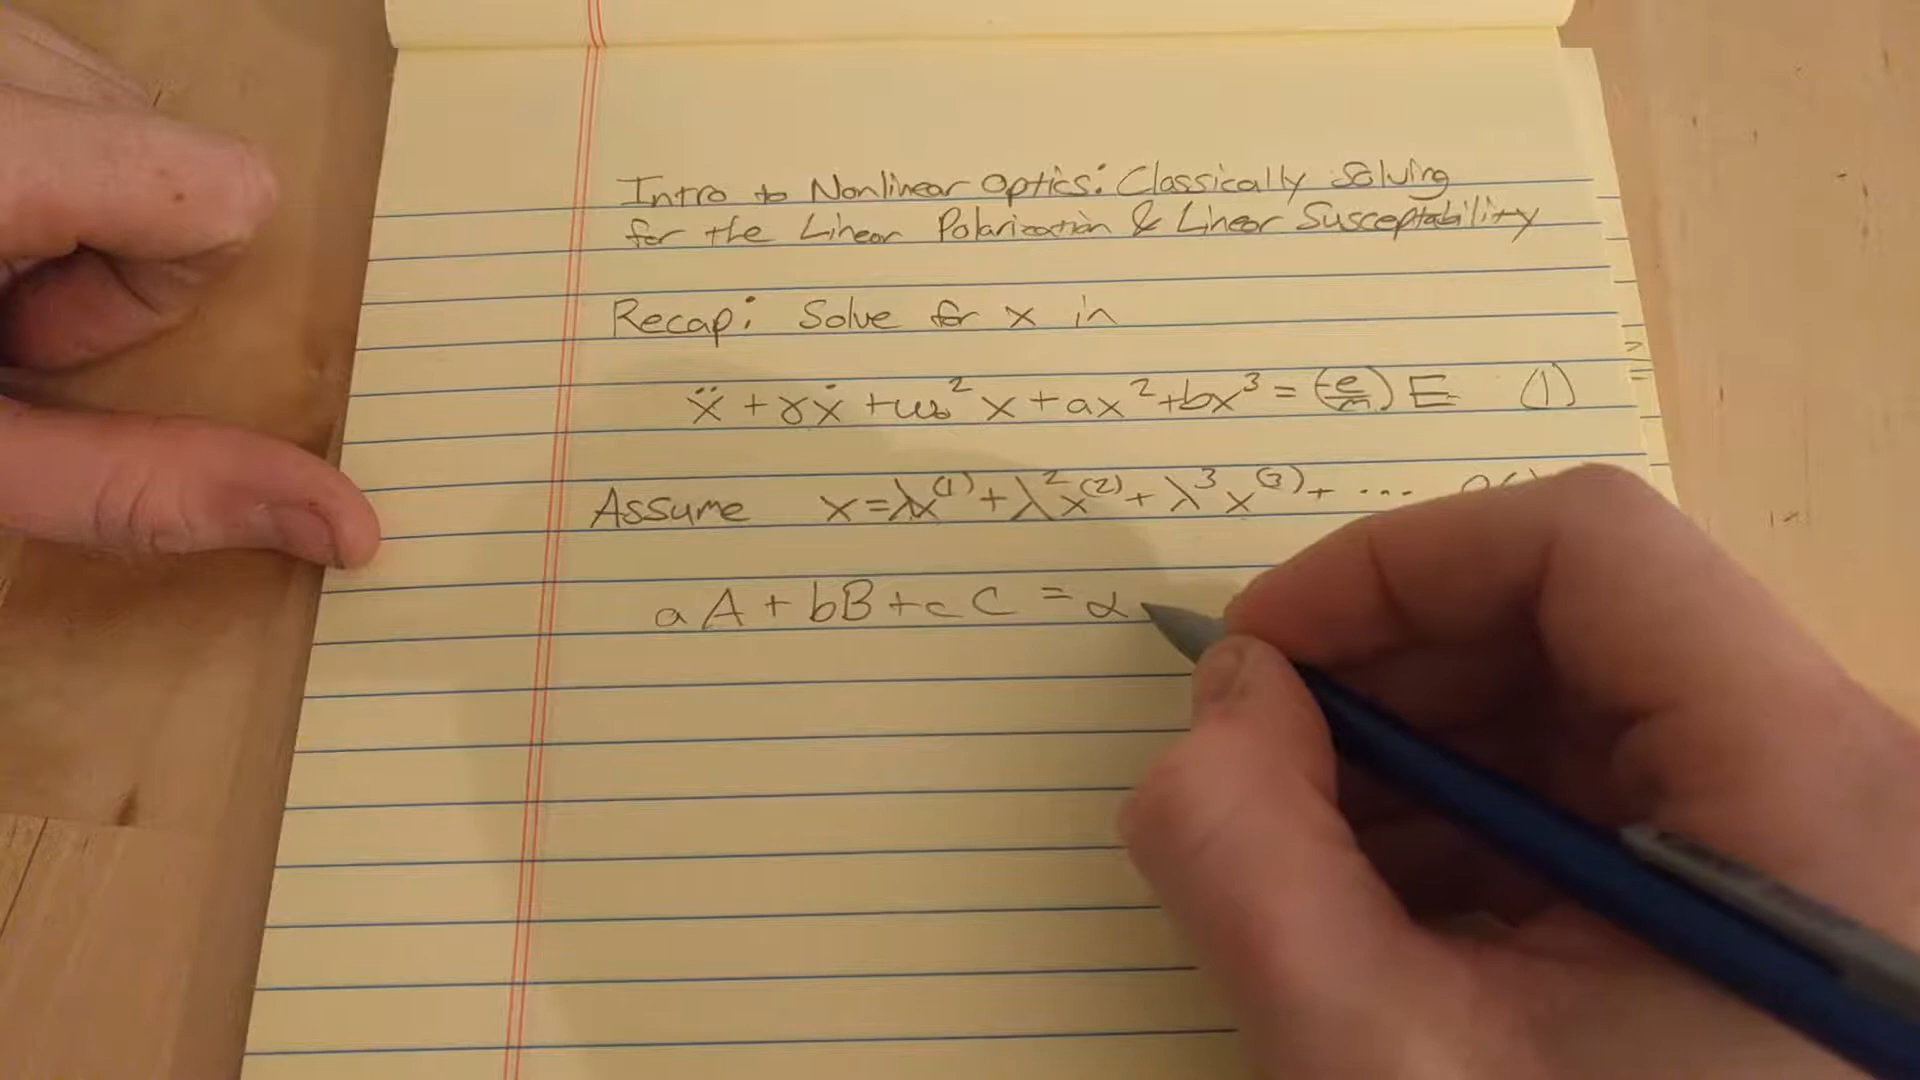 Intro to Nonlinear Optics: Classically Solving
for the Linear Polarization & Linear Susceptability
Recap: Solve for x in
ẍ + γẋ + ω₀²x + ax² + bx³ = (-e/m) E (1)
Assume x = λx⁽¹⁾ + λ²x⁽²⁾ + λ³x⁽³⁾ + ...
aA + bB + cC = α